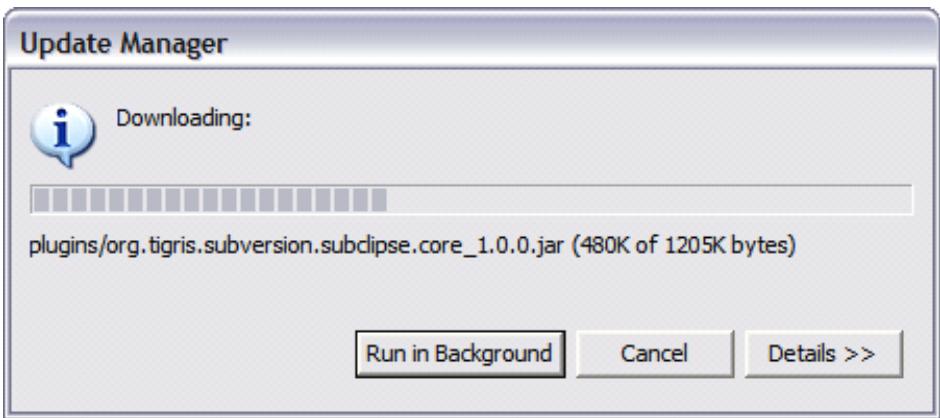 Update Manager
Downloading:
plugins/org.tigris.subversion.subclipse.core_1.0.0.jar (480K of 1205K bytes)
Run in Background Cancel Details >>